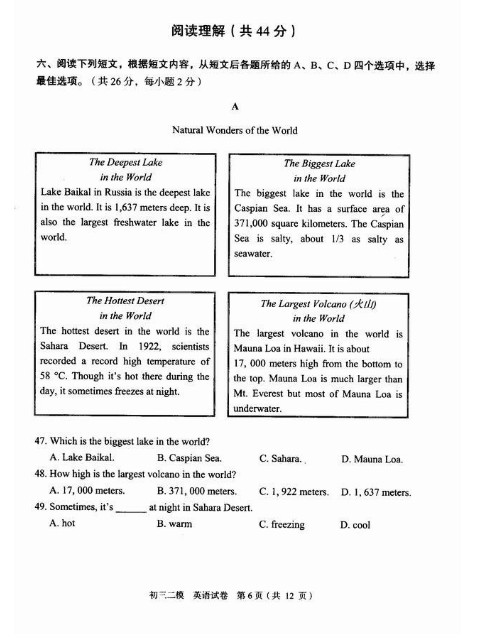 阅读理解（共 44 分）
六、阅读下列短文，根据短文内容，从短文后各题所给的 A、B、C、D 四个选项中，选择
最佳选项。（共 26 分，每小题 2 分）
A
Natural Wonders of the World
The Deepest Lake
in the World
Lake Baikal in Russia is the deepest lake
in the world. It is 1,637 meters deep. It is
also the largest freshwater lake in the
world.
The Biggest Lake
in the World
The biggest lake in the world is the
Caspian Sea. It has a surface area of
371,000 square kilometers. The Caspian
Sea is salty, about 1/3 as salty as
seawater.
The Hottest Desert
in the World
The hottest desert in the world is the
Sahara Desert. In 1922, scientists
recorded a record high temperature of
58 °C. Though it's hot there during the
day, it sometimes freezes at night.
The Largest Volcano (火山)
in the World
The largest volcano in the world is
Mauna Loa in Hawaii. It is about
17, 000 meters high from the bottom to
the top. Mauna Loa is much larger than
Mt. Everest but most of Mauna Loa is
underwater.
47. Which is the biggest lake in the world?
A. Lake Baikal. B. Caspian Sea. C. Sahara. D. Mauna Loa.
48. How high is the largest volcano in the world?
A. 17, 000 meters. B. 371, 000 meters. C. 1, 922 meters. D. 1, 637 meters.
49. Sometimes, it's ______ at night in Sahara Desert.
A. hot B. warm C. freezing D. cool
初三二模 英语试卷 第 6 页（共 12 页）